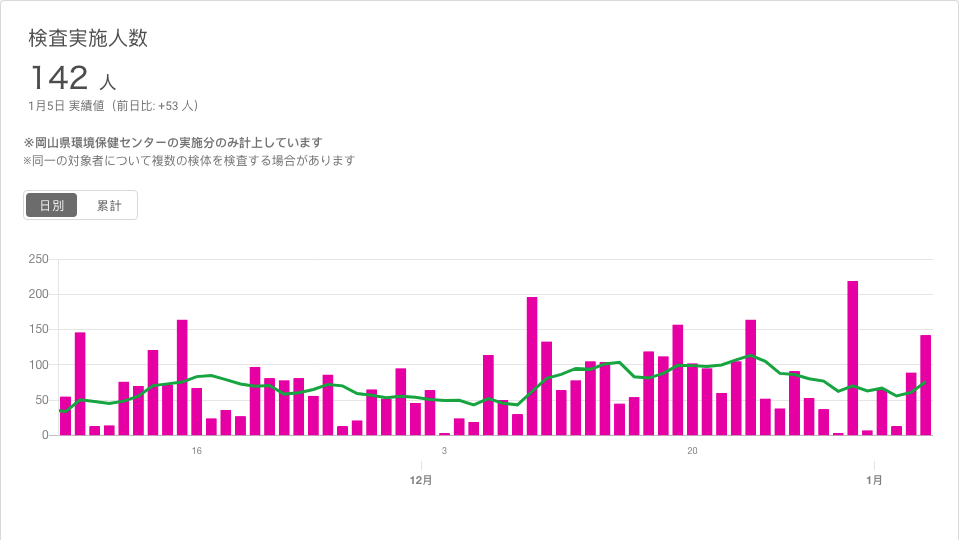 検査実施人数
142 人
1月5日 実績値（前日比: +53 人）
※岡山県環境保健センターの実施分のみ計上しています
※同一の対象者について複数の検体を検査する場合があります
日別 累計
250
200
150
100
50
0
16 3 20
12月 1月